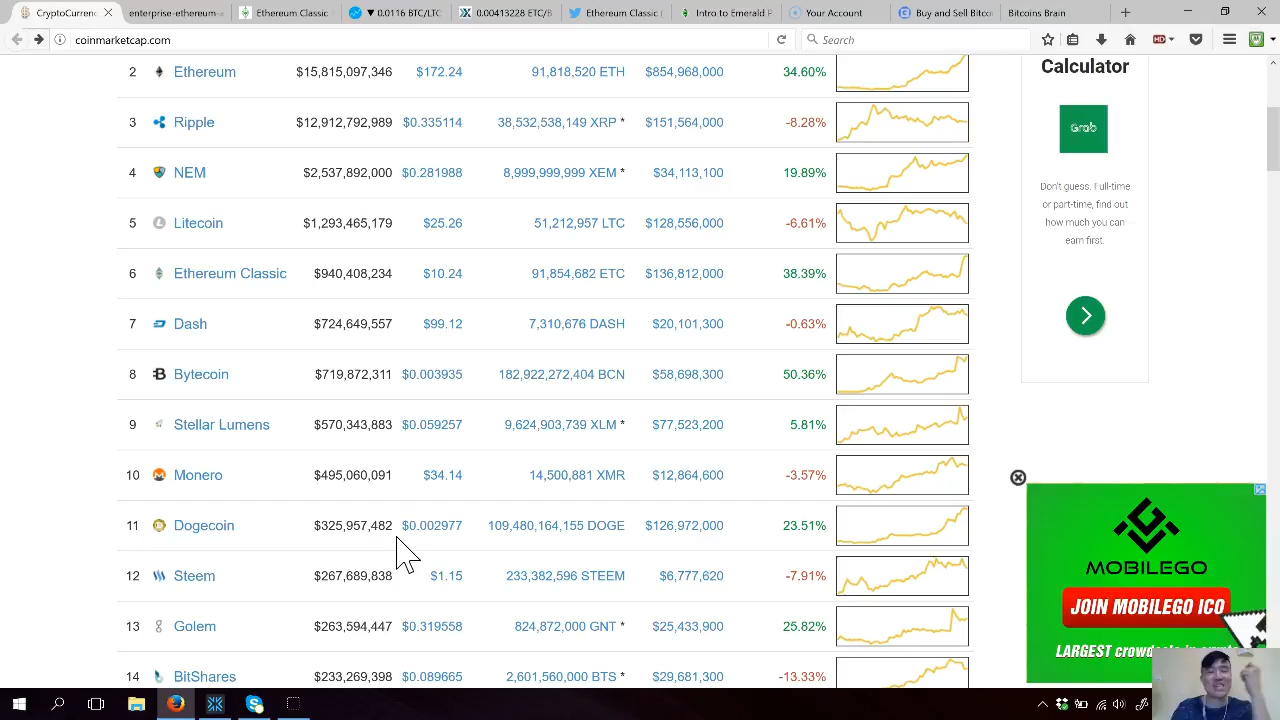 CryptoCurre
Ethereum Classic
▼ 0.0116 BTC/LTC
0.00413286 ETC/B
Ethereum Classic
Your Account
Buy and Sell Bitco
Bitcoins Bank
coinmarketcap.com
Search
HD
2 Ethereum $15,815,097,346 $172.24 91,818,520 ETH $854,968,000 34.60%
Calculator
3 Ripple $12,912,792,989 $0.335114 38,532,538,149 XRP * $151,564,000 -8.28%
Grab
4 NEM $2,537,892,000 $0.281988 8,999,999,999 XEM * $34,113,100 19.89%
Don't guess. Full-time
or part-time, find out
how much you can
earn first.
5 Litecoin $1,293,465,179 $25.26 51,212,957 LTC $128,556,000 -6.61%
6 Ethereum Classic $940,408,234 $10.24 91,854,682 ETC $136,812,000 38.39%
7 Dash $724,649,557 $99.12 7,310,676 DASH $20,101,300 -0.63%
8 Bytecoin $719,872,311 $0.003935 182,922,272,404 BCN $58,698,300 50.36%
9 Stellar Lumens $570,343,883 $0.059257 9,624,903,739 XLM * $77,523,200 5.81%
10 Monero $495,060,091 $34.14 14,500,881 XMR $12,864,600 -3.57%
11 Dogecoin $325,957,482 $0.002977 109,480,164,155 DOGE $126,972,000 23.51%
12 Steem $267,689,838 $1.15 233,382,596 STEEM $6,777,620 -7.91%
13 Golem $263,594,447 $0.319558 824,872,000 GNT * $25,433,900 25.82%
14 BitShares $233,269,398 $0.089665 2,601,560,000 BTS * $29,681,300 -13.33%
MOBILEGO
JOIN MOBILEGO ICO
LARGEST